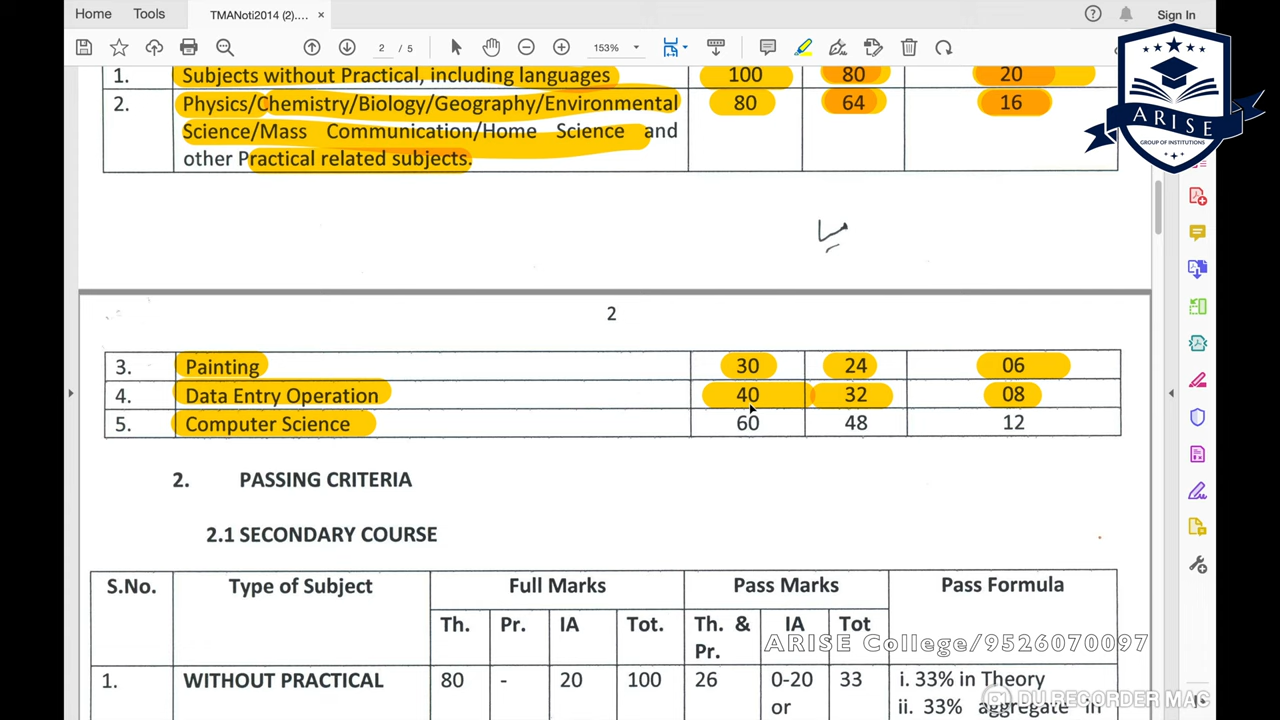 Home Tools TMANoti2014 (2).... × Sign In
2 / 5 153%
1. Subjects without Practical, including languages 100 80 20
2. Physics/Chemistry/Biology/Geography/Environmental 80 64 16
Science/Mass Communication/Home Science and
other Practical related subjects.
ARISE
GROUP OF INSTITUTIONS
2
3. Painting 30 24 06
4. Data Entry Operation 40 32 08
5. Computer Science 60 48 12
2. PASSING CRITERIA
2.1 SECONDARY COURSE
S.No. Type of Subject Full Marks Pass Marks Pass Formula
Th. Pr. IA Tot. Th. & IA Tot
Pr.
ARISE College/9526070097
1. WITHOUT PRACTICAL 80 - 20 100 26 0-20 33 i. 33% in Theory
or ii. 33% aggregate in
DU RECORDER MAC